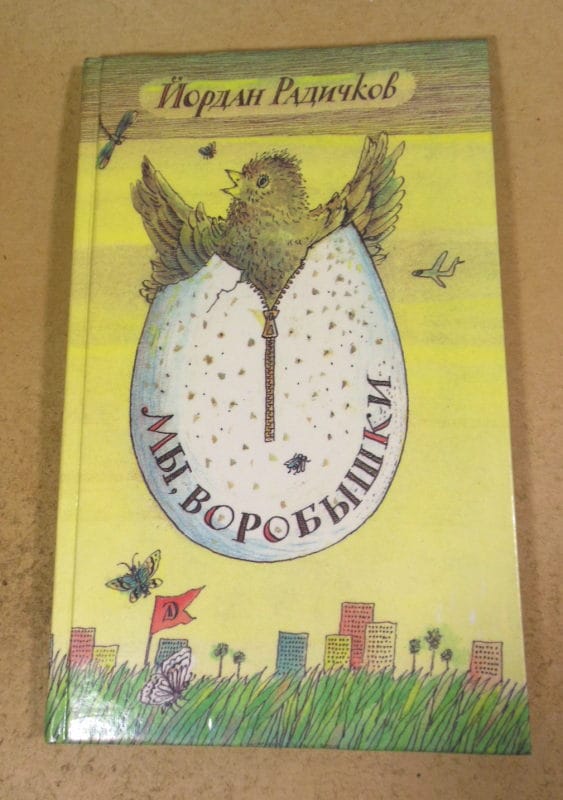 Йордан Радичков
Мы, воробышки
Д